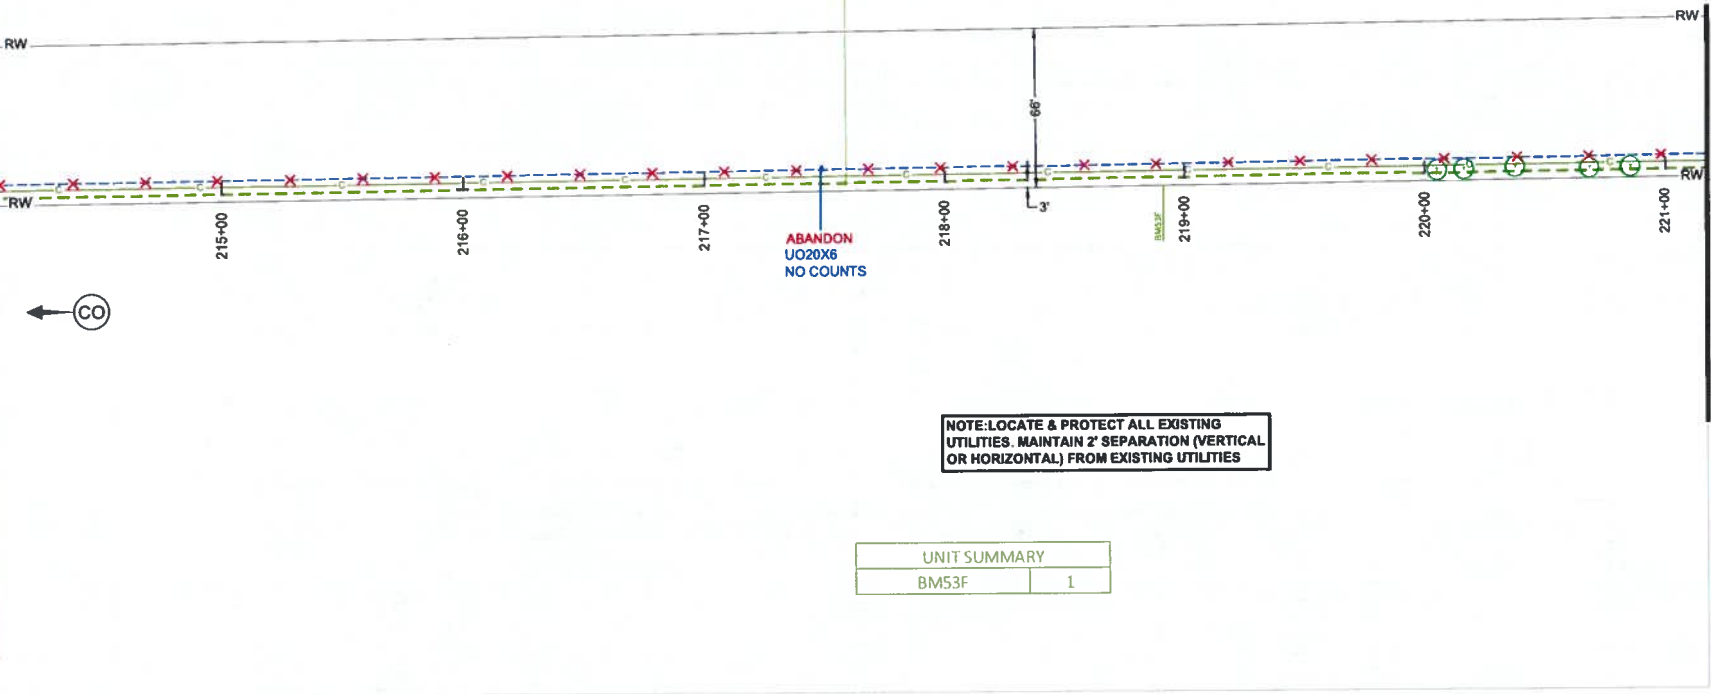 RW
RW
66'
C C C C C C C C C C
RW
RW
3'
215+00
216+00
217+00
218+00
BM53F
219+00
220+00
221+00
ABANDON
UO20X6
NO COUNTS
CO
NOTE:LOCATE & PROTECT ALL EXISTING
UTILITIES. MAINTAIN 2' SEPARATION (VERTICAL
OR HORIZONTAL) FROM EXISTING UTILITIES
UNIT SUMMARY
BM53F 1